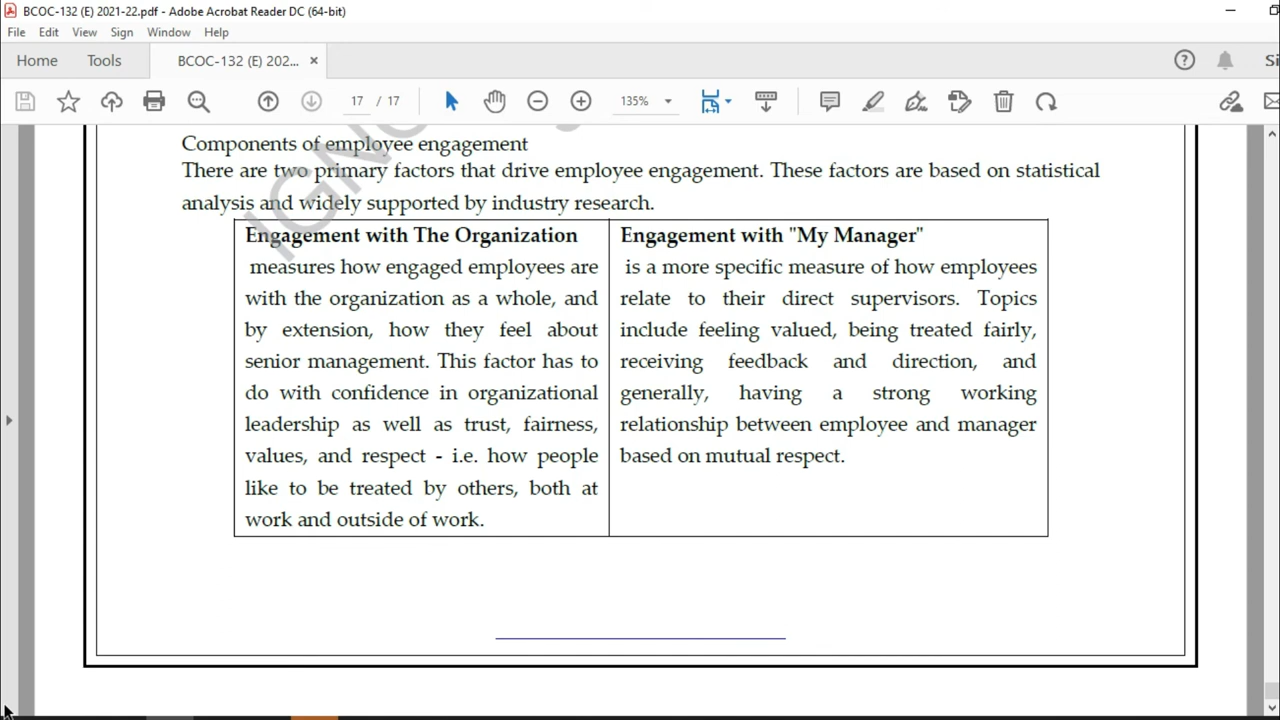 BCOC-132 (E) 2021-22.pdf - Adobe Acrobat Reader DC (64-bit)
File Edit View Sign Window Help
Home Tools BCOC-132 (E) 202... ×
17 / 17 135%
Components of employee engagement
There are two primary factors that drive employee engagement. These factors are based on statistical
analysis and widely supported by industry research.
Engagement with The Organization
measures how engaged employees are
with the organization as a whole, and
by extension, how they feel about
senior management. This factor has to
do with confidence in organizational
leadership as well as trust, fairness,
values, and respect - i.e. how people
like to be treated by others, both at
work and outside of work.
Engagement with "My Manager"
is a more specific measure of how employees
relate to their direct supervisors. Topics
include feeling valued, being treated fairly,
receiving feedback and direction, and
generally, having a strong working
relationship between employee and manager
based on mutual respect.